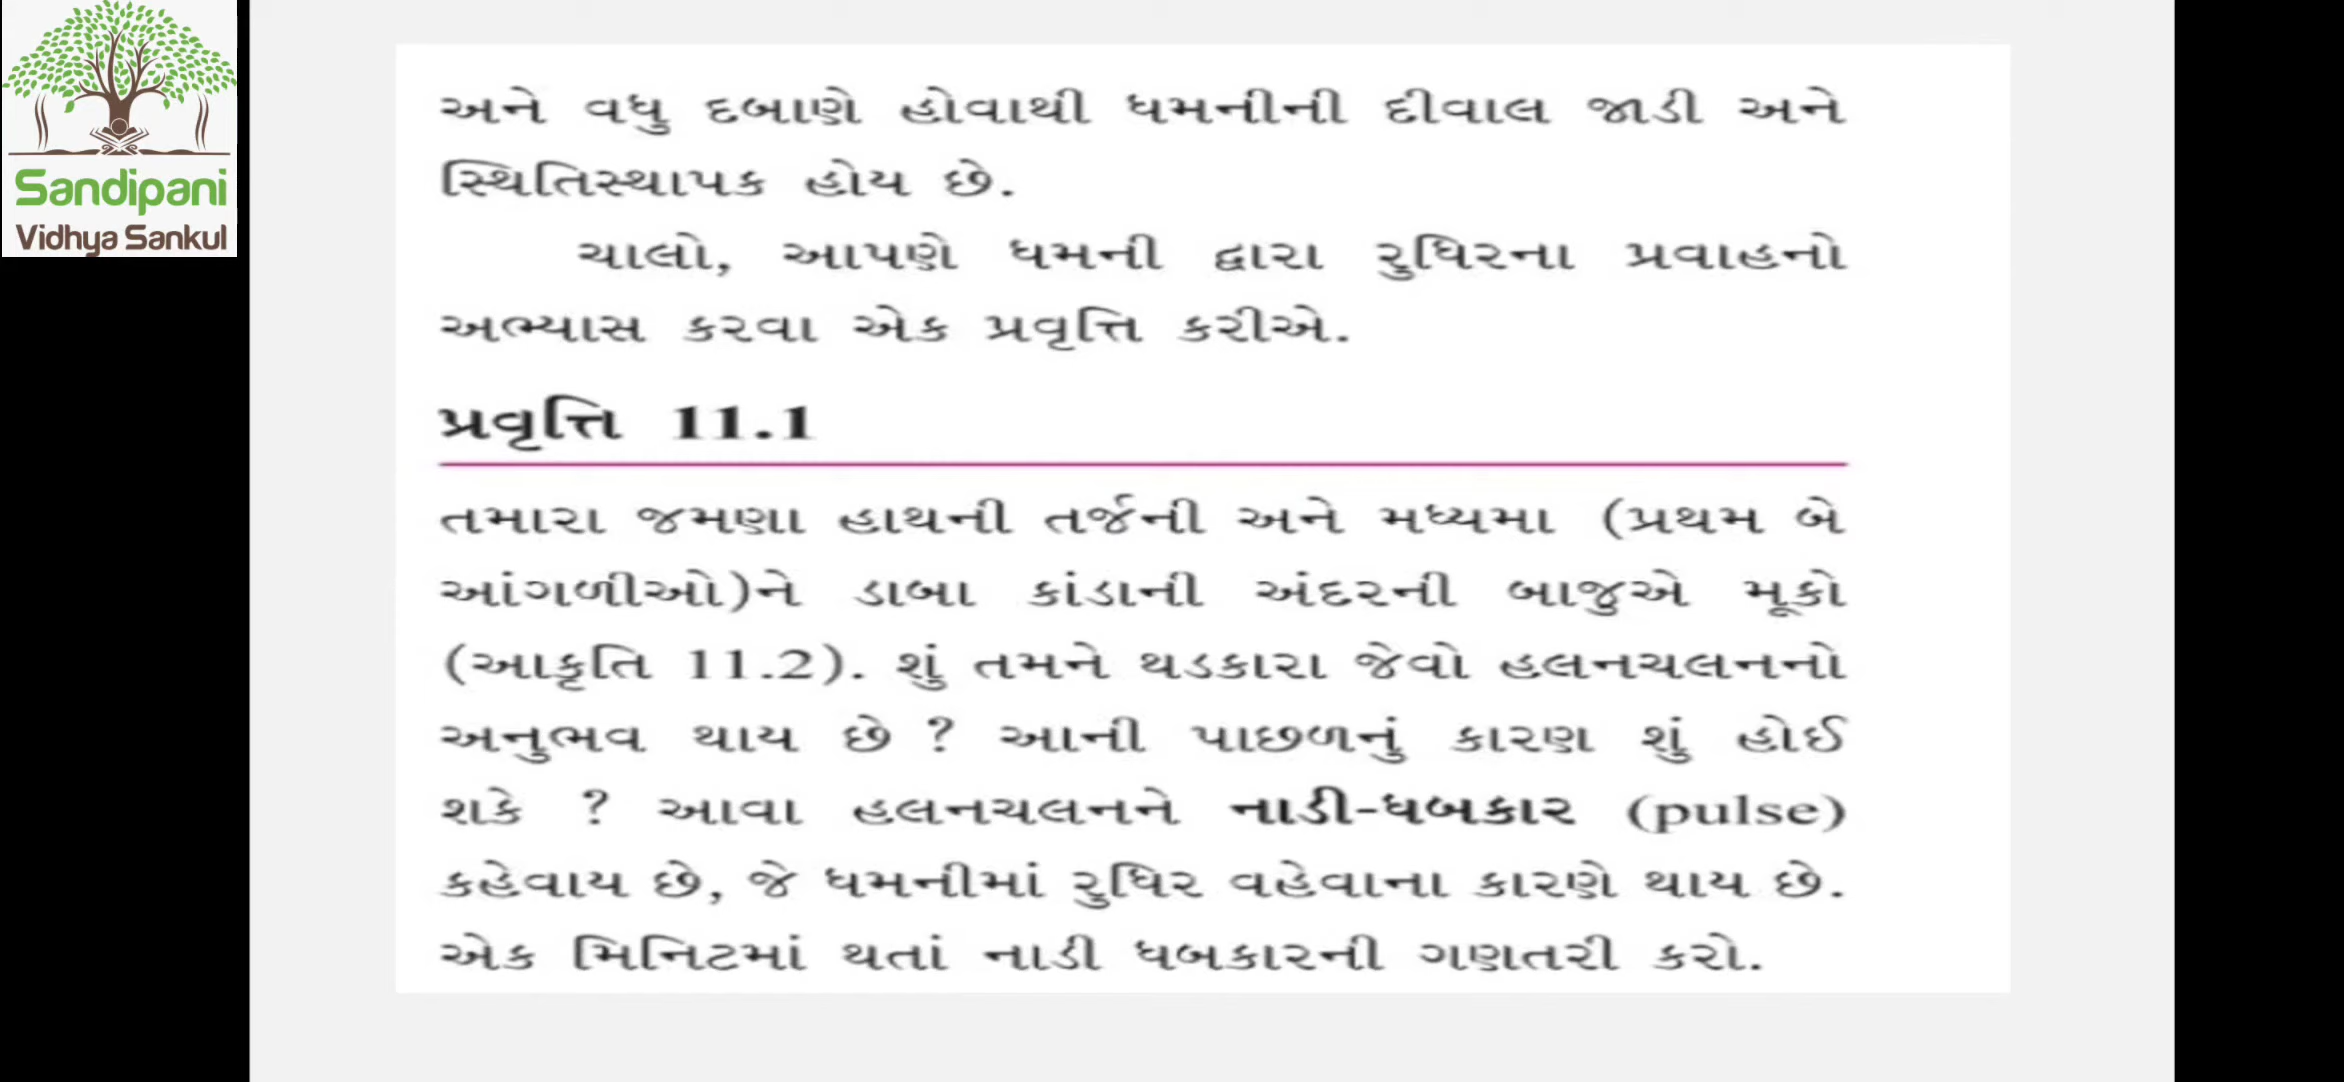 Sandipani
Vidhya Sankul
અને વધુ દબાણે હોવાથી ધમનીની દીવાલ જાડી અને
સ્થિતિસ્થાપક હોય છે.
ચાલો, આપણે ધમની દ્વારા રુધિરના પ્રવાહનો
અભ્યાસ કરવા એક પ્રવૃત્તિ કરીએ.
પ્રવૃત્તિ 11.1
તમારા જમણા હાથની તર્જની અને મધ્યમા (પ્રથમ બે
આંગળીઓ)ને ડાબા કાંડાની અંદરની બાજુએ મૂકો
(આકૃતિ 11.2). શું તમને થડકારા જેવો હલનચલનનો
અનુભવ થાય છે ? આની પાછળનું કારણ શું હોઈ
શકે ? આવા હલનચલનને નાડી-ધબકાર (pulse)
કહેવાય છે, જે ધમનીમાં રુધિર વહેવાના કારણે થાય છે.
એક મિનિટમાં થતાં નાડી ધબકારની ગણતરી કરો.